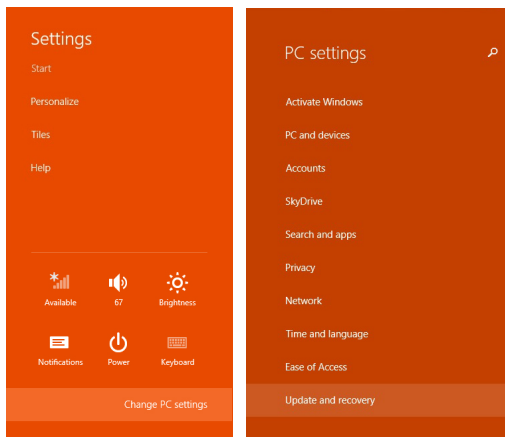 Settings
Start
Personalize
Tiles
Help
Available
67
Brightness
Notifications
Power
Keyboard
Change PC settings
PC settings
Activate Windows
PC and devices
Accounts
SkyDrive
Search and apps
Privacy
Network
Time and language
Ease of Access
Update and recovery